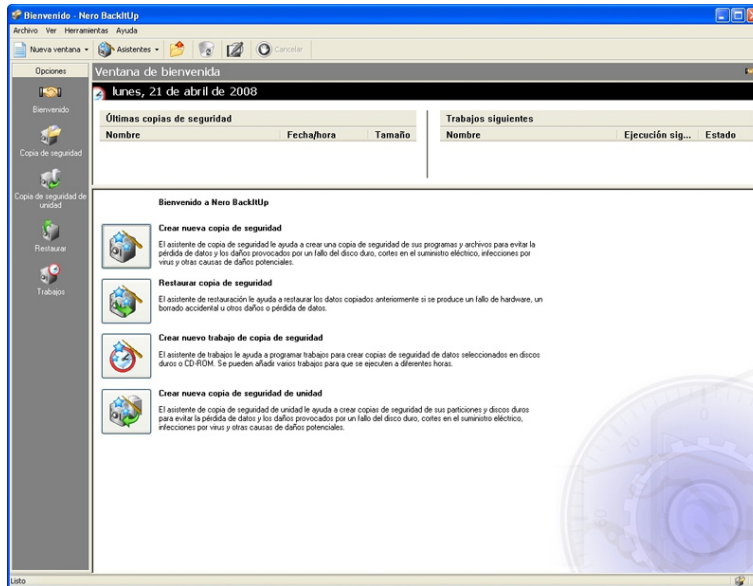 Bienvenido - Nero BackItUp
Archivo Ver Herramientas Ayuda
Nueva ventana Asistentes Cancelar
Opciones
Bienvenido
Copia de seguridad
Copia de seguridad de
unidad
Restaurar
Trabajos
Ventana de bienvenida
lunes, 21 de abril de 2008
Últimas copias de seguridad
Nombre Fecha/hora Tamaño
Trabajos siguientes
Nombre Ejecución sig... Estado
Bienvenido a Nero BackItUp
Crear nueva copia de seguridad
El asistente de copia de seguridad le ayuda a crear una copia de seguridad de sus programas y archivos para evitar la
pérdida de datos y los daños provocados por un fallo del disco duro, cortes en el suministro eléctrico, infecciones por
virus y otras causas de daños potenciales.
Restaurar copia de seguridad
El asistente de restauración le ayuda a restaurar los datos copiados anteriormente si se produce un fallo de hardware, un
borrado accidental u otros daños o pérdida de datos.
Crear nuevo trabajo de copia de seguridad
El asistente de trabajos le ayuda a programar trabajos para crear copias de seguridad de datos seleccionados en discos
duros o CD-ROM. Se pueden añadir varios trabajos para que se ejecuten a diferentes horas.
Crear nueva copia de seguridad de unidad
El asistente de copia de seguridad de unidad le ayuda a crear copias de seguridad de sus particiones y discos duros
para evitar la pérdida de datos y los daños provocados por un fallo del disco duro, cortes en el suministro eléctrico,
infecciones por virus y otras causas de daños potenciales.
Listo